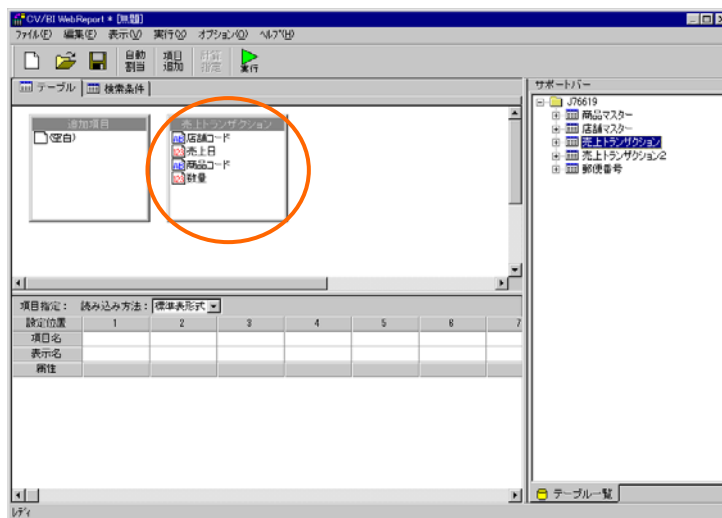 CV/BI WebReport * [無題]
ファイル(F) 編集(E) 表示(V) 実行(X) オプション(O) ヘルプ(H)
自動割当 項目追加 計算指定 実行
テーブル 検索条件
追加項目
(空白)
売上トランザクション
店舗コード
売上日
商品コード
数量
項目指定: 読み込み方法: 標準表形式
設定位置 1 2 3 4 5 6 7
項目名
表示名
属性
サポートバー
J76619
商品マスター
店舗マスター
売上トランザクション
売上トランザクション2
郵便番号
テーブル一覧
レディ